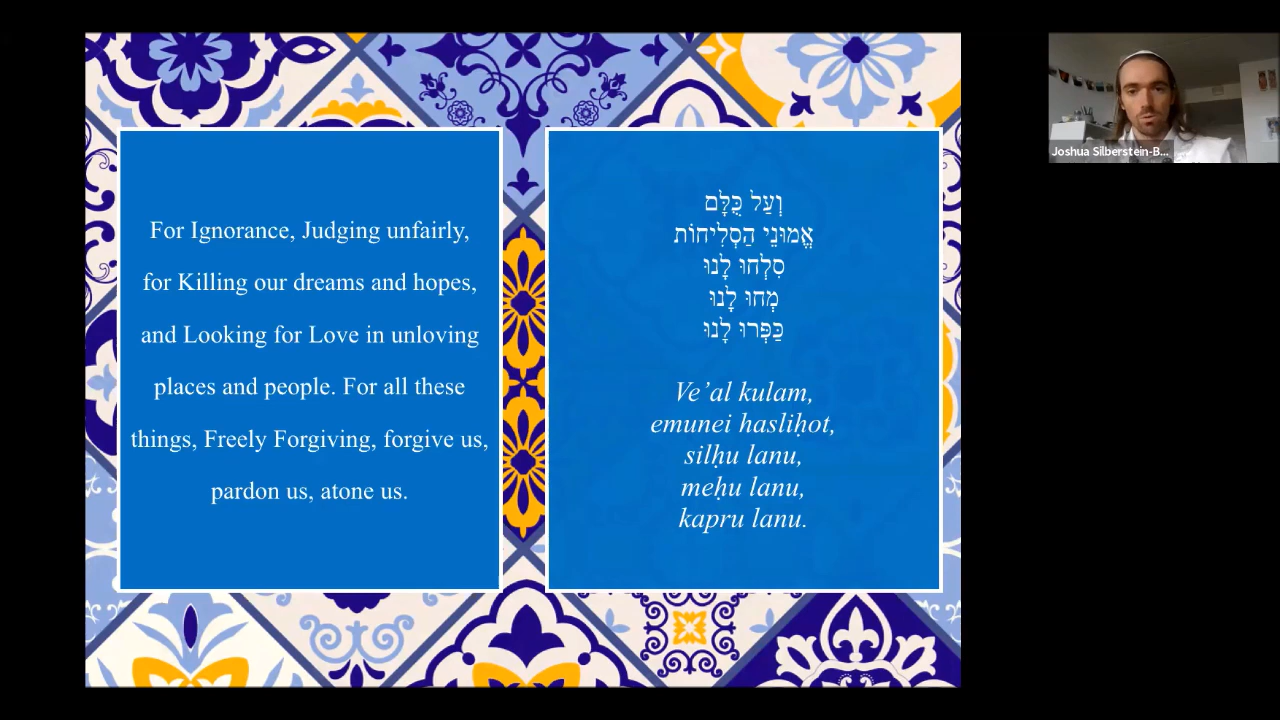 For Ignorance, Judging unfairly,
for Killing our dreams and hopes,
and Looking for Love in unloving
places and people. For all these
things, Freely Forgiving, forgive us,
pardon us, atone us.
וְעַל כֻּלָּם
אֱמוּנֵי הַסְלִיחוֹת
סִלְחוּ לָנוּ
מְחוּ לָנוּ
כַּפְּרוּ לָנוּ
Ve’al kulam,
emunei hasliḥot,
silḥu lanu,
meḥu lanu,
kapru lanu.
Joshua Silberstein-B...